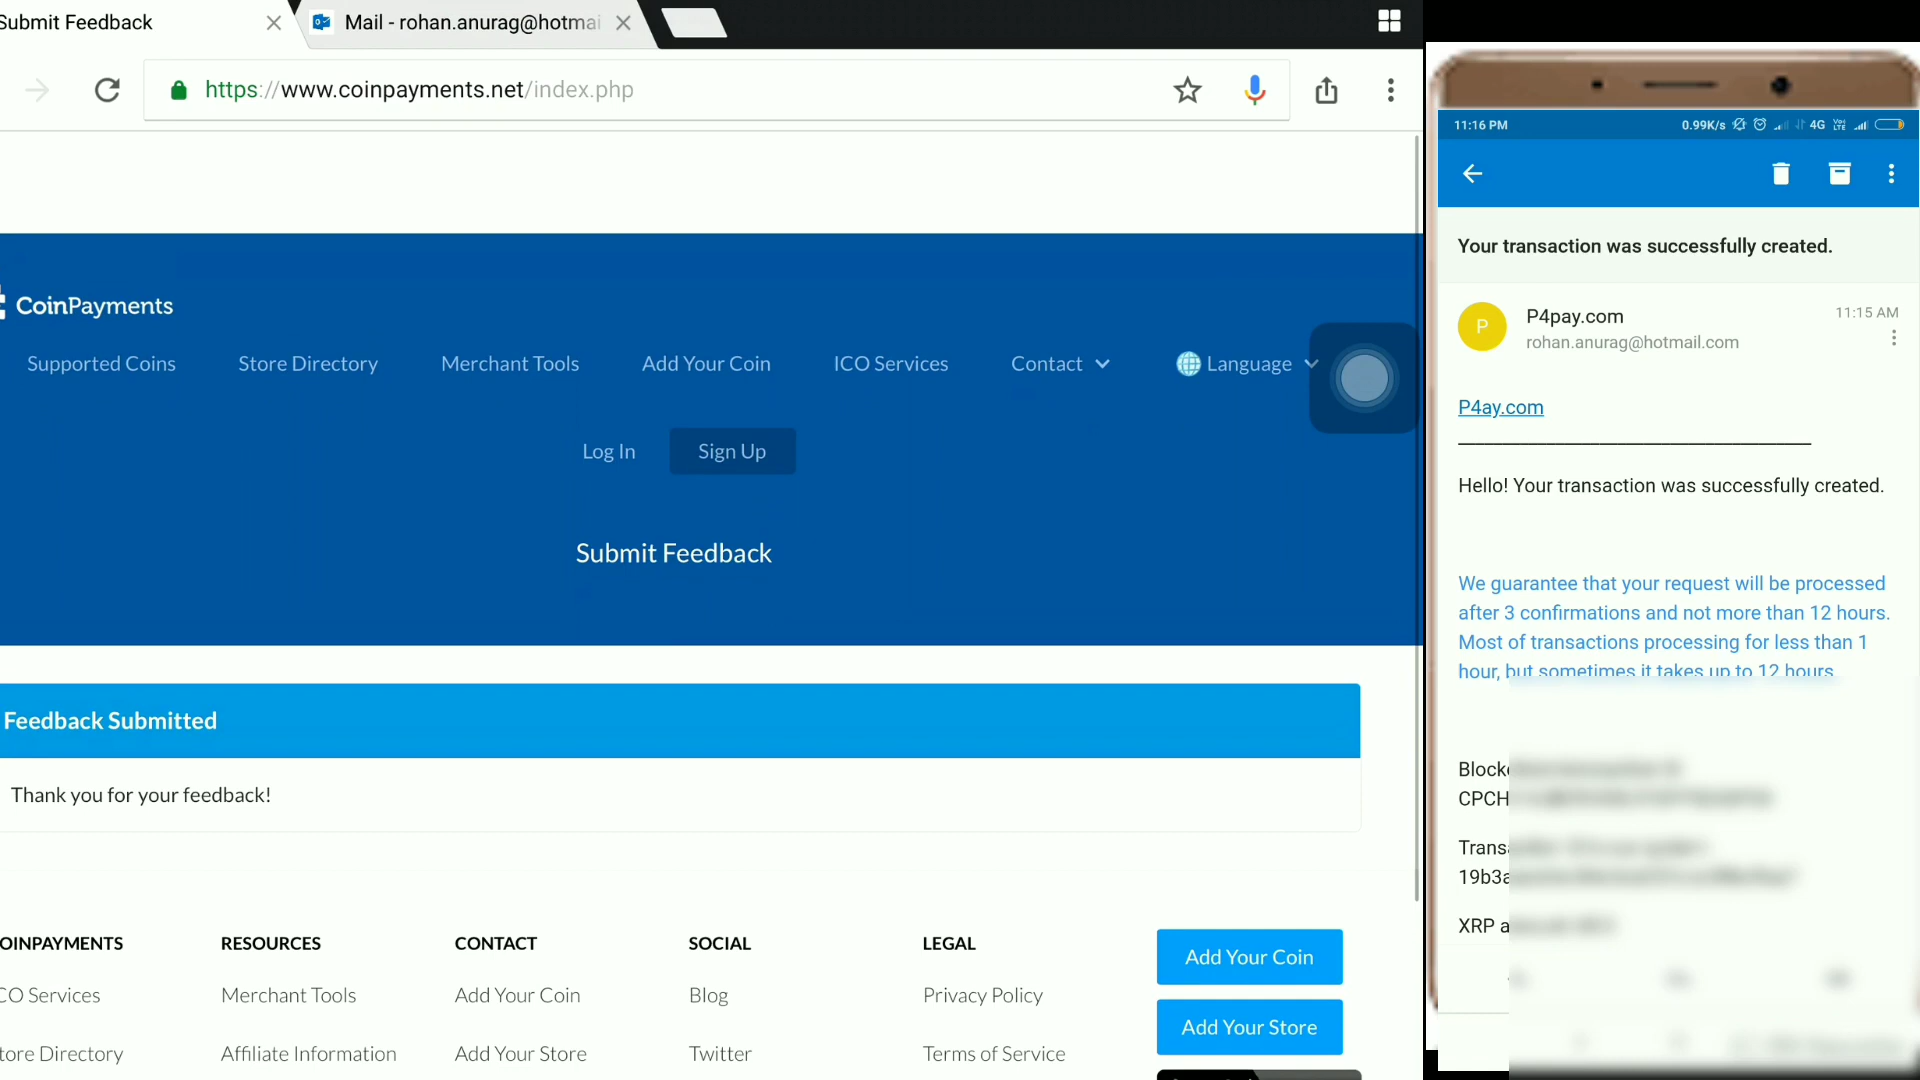 Submit Feedback
Mail - rohan.anurag@hotmai
https://www.coinpayments.net/index.php
CoinPayments
Supported Coins
Store Directory
Merchant Tools
Add Your Coin
ICO Services
Contact
Language
Log In
Sign Up
Submit Feedback
Feedback Submitted
Thank you for your feedback!
OINPAYMENTS
RESOURCES
CONTACT
SOCIAL
LEGAL
CO Services
Merchant Tools
Add Your Coin
Blog
Privacy Policy
tore Directory
Affiliate Information
Add Your Store
Twitter
Terms of Service
Add Your Coin
Add Your Store
11:16 PM
0.99K/s
4G
Your transaction was successfully created.
P
P4pay.com
11:15 AM
rohan.anurag@hotmail.com
P4ay.com
Hello! Your transaction was successfully created.
We guarantee that your request will be processed
after 3 confirmations and not more than 12 hours.
Most of transactions processing for less than 1
hour, but sometimes it takes up to 12 hours.
XRP